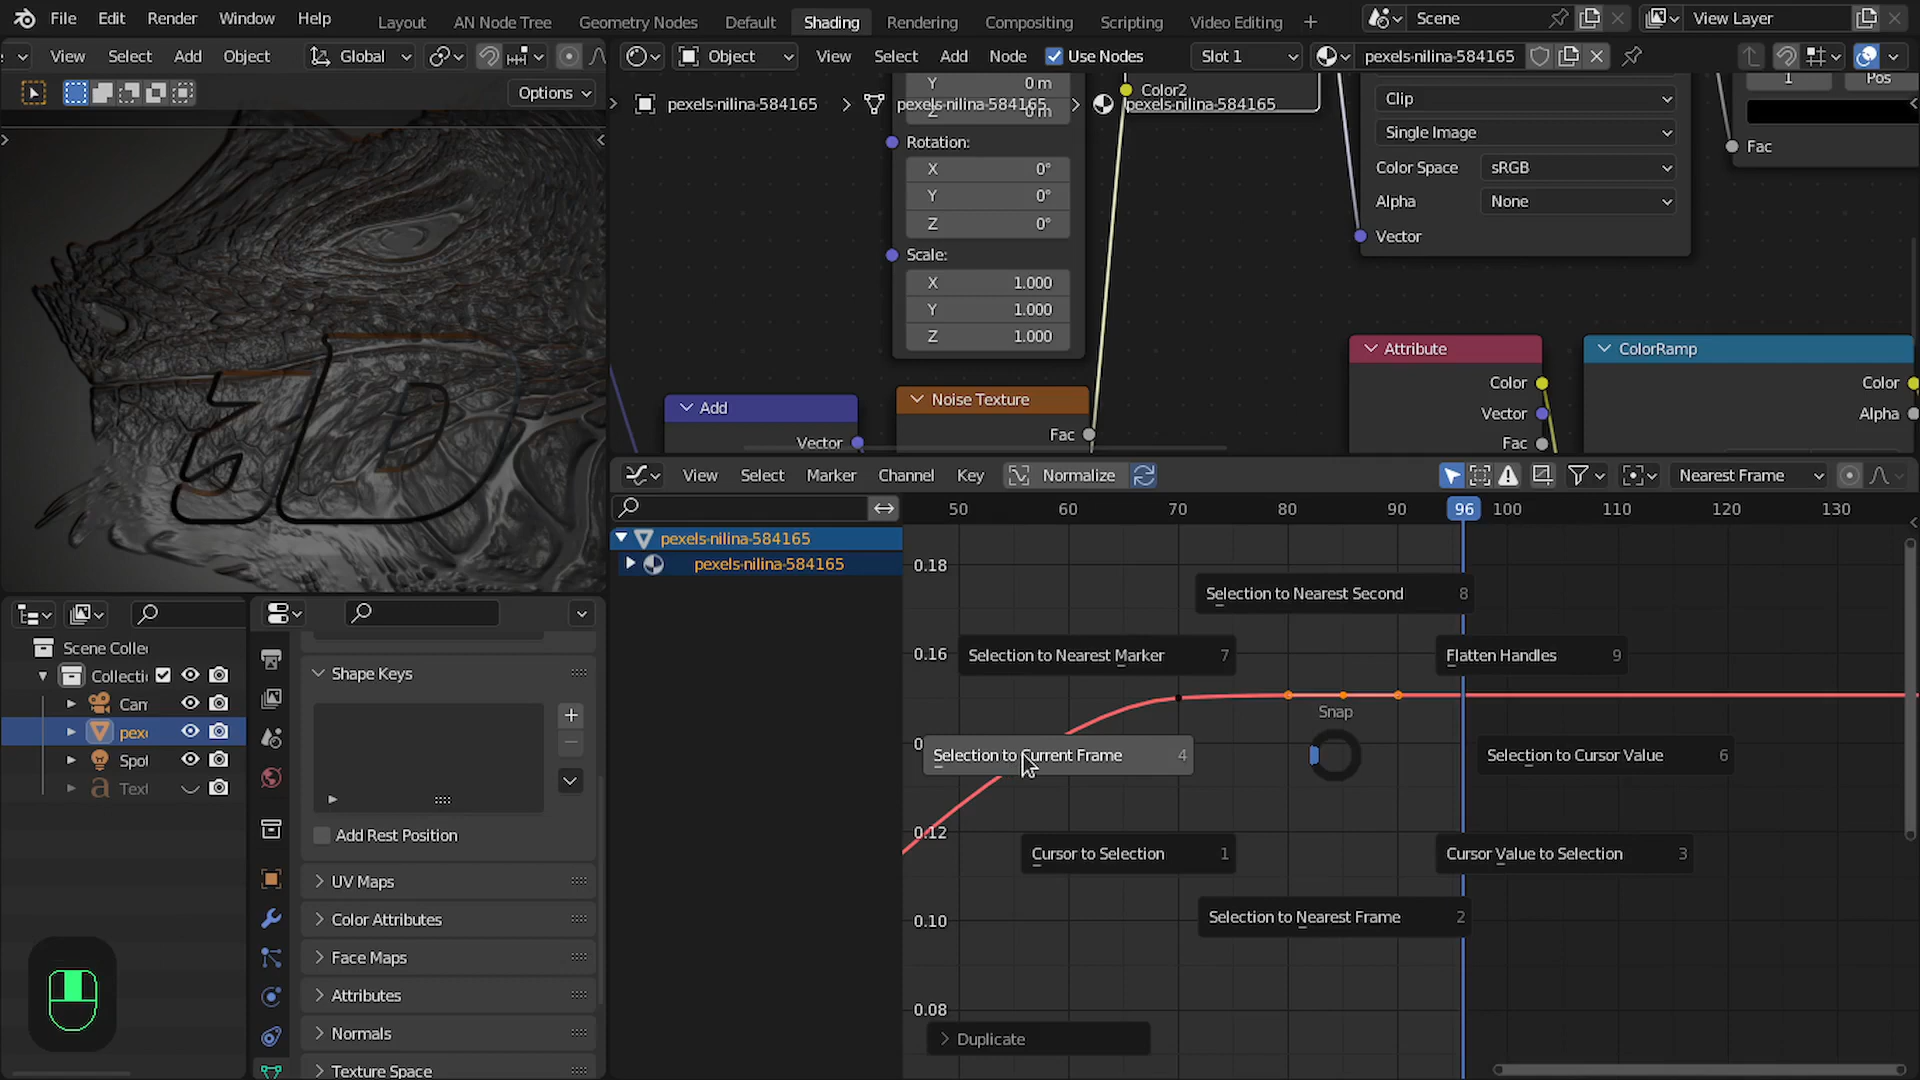 File Edit Render Window Help Layout AN Node Tree Geometry Nodes Default Shading Rendering Compositing Scripting Video Editing + Scene View Layer
View Select Add Object Global Object View Select Add Node Use Nodes Slot 1 pexels-nilina-584165
Options
pexels-nilina-584165 > pexels-nilina-584165 > pexels-nilina-584165
Y 0 m
Z 0 m
Rotation:
X 0°
Y 0°
Z 0°
Scale:
X 1.000
Y 1.000
Z 1.000
Color2
Clip
Single Image
Color Space sRGB
Alpha None
Vector
1 Pos
Fac
Add
Vector
Noise Texture
Fac
Attribute
Color
Vector
Fac
ColorRamp
Color
Alpha
View Select Marker Channel Key Normalize Nearest Frame
50 60 70 80 90 96 100 110 120 130
pexels-nilina-584165
pexels-nilina-584165
0.18
0.16
0.12
0.10
0.08
Selection to Nearest Second 8
Selection to Nearest Marker 7
Flatten Handles 9
Snap
Selection to Current Frame 4
Selection to Cursor Value 6
Cursor to Selection 1
Cursor Value to Selection 3
Selection to Nearest Frame 2
Duplicate
Scene Colle
Collecti
Cam
pexe
Spot
Text
Shape Keys
Add Rest Position
UV Maps
Color Attributes
Face Maps
Attributes
Normals
Texture Space